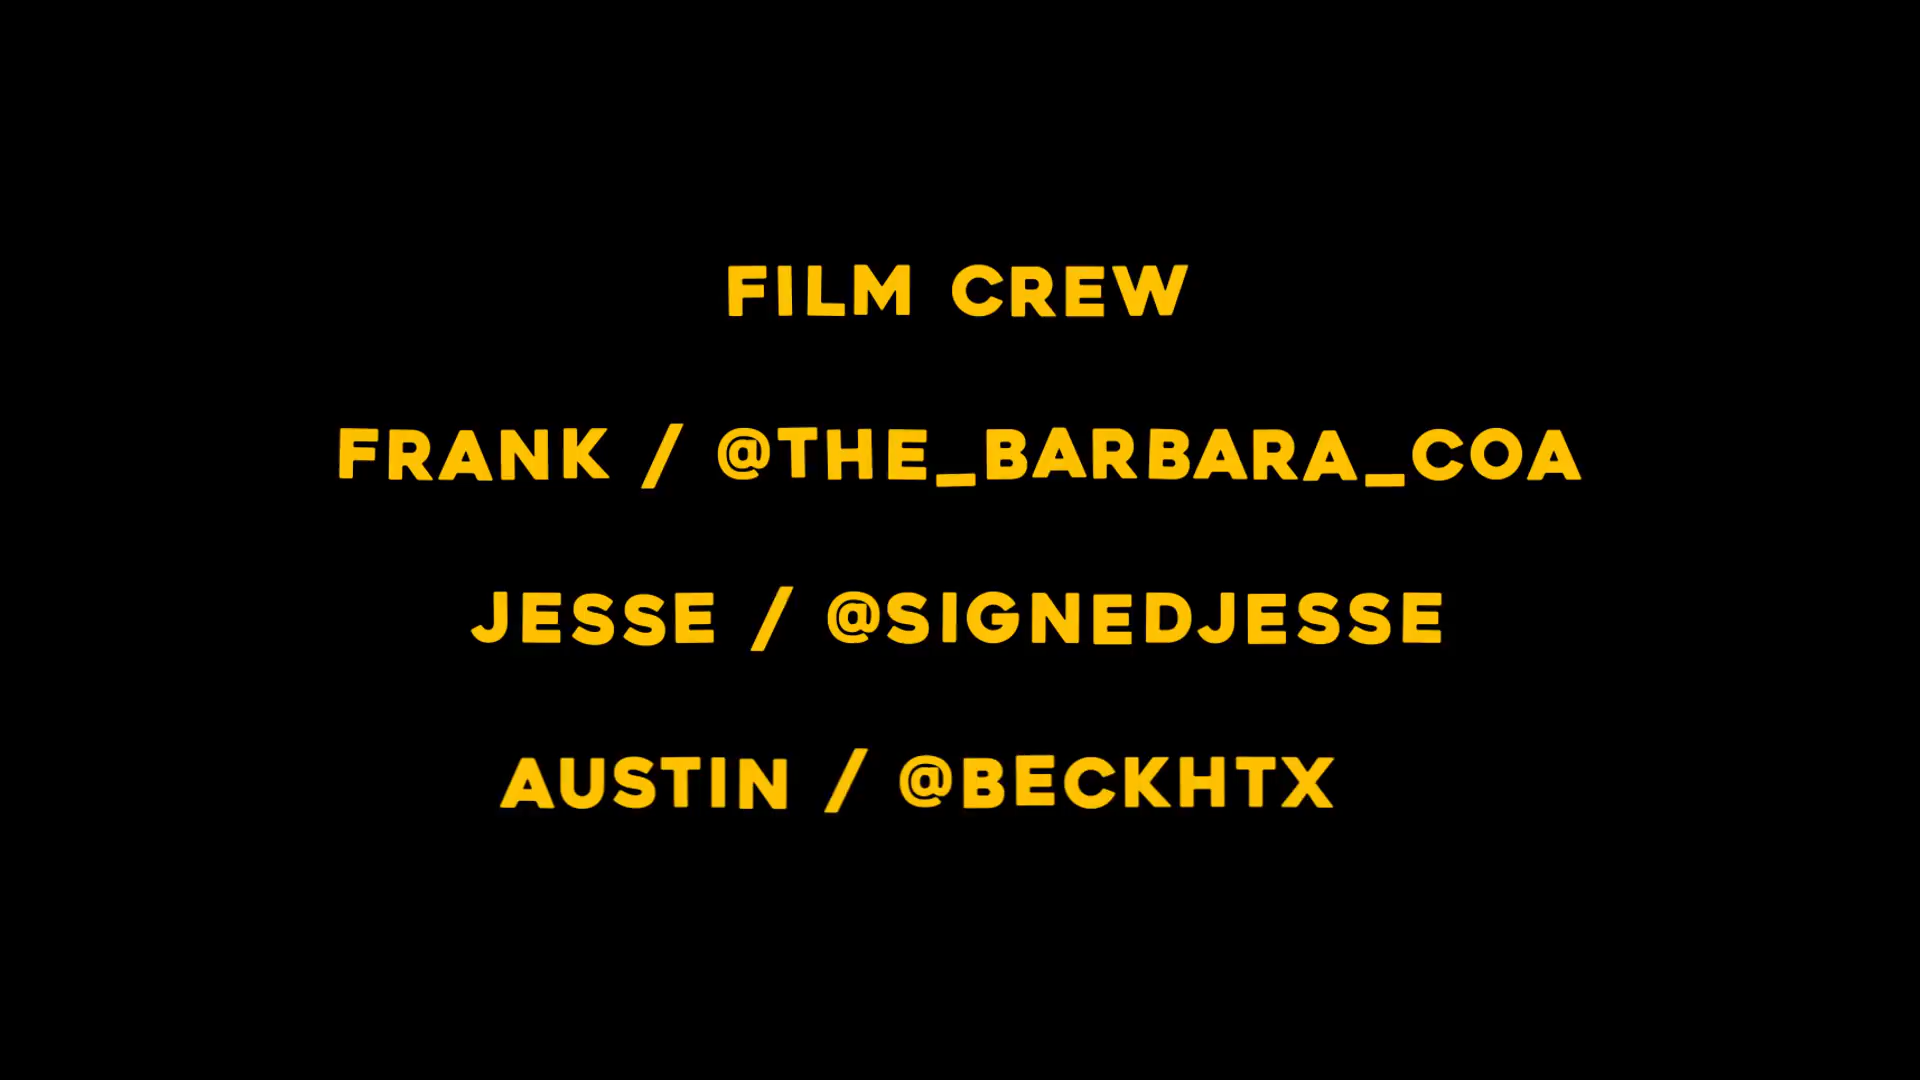 FILM CREW
FRANK / @THE_BARBARA_COA
JESSE / @SIGNEDJESSE
AUSTIN / @BECKHTX